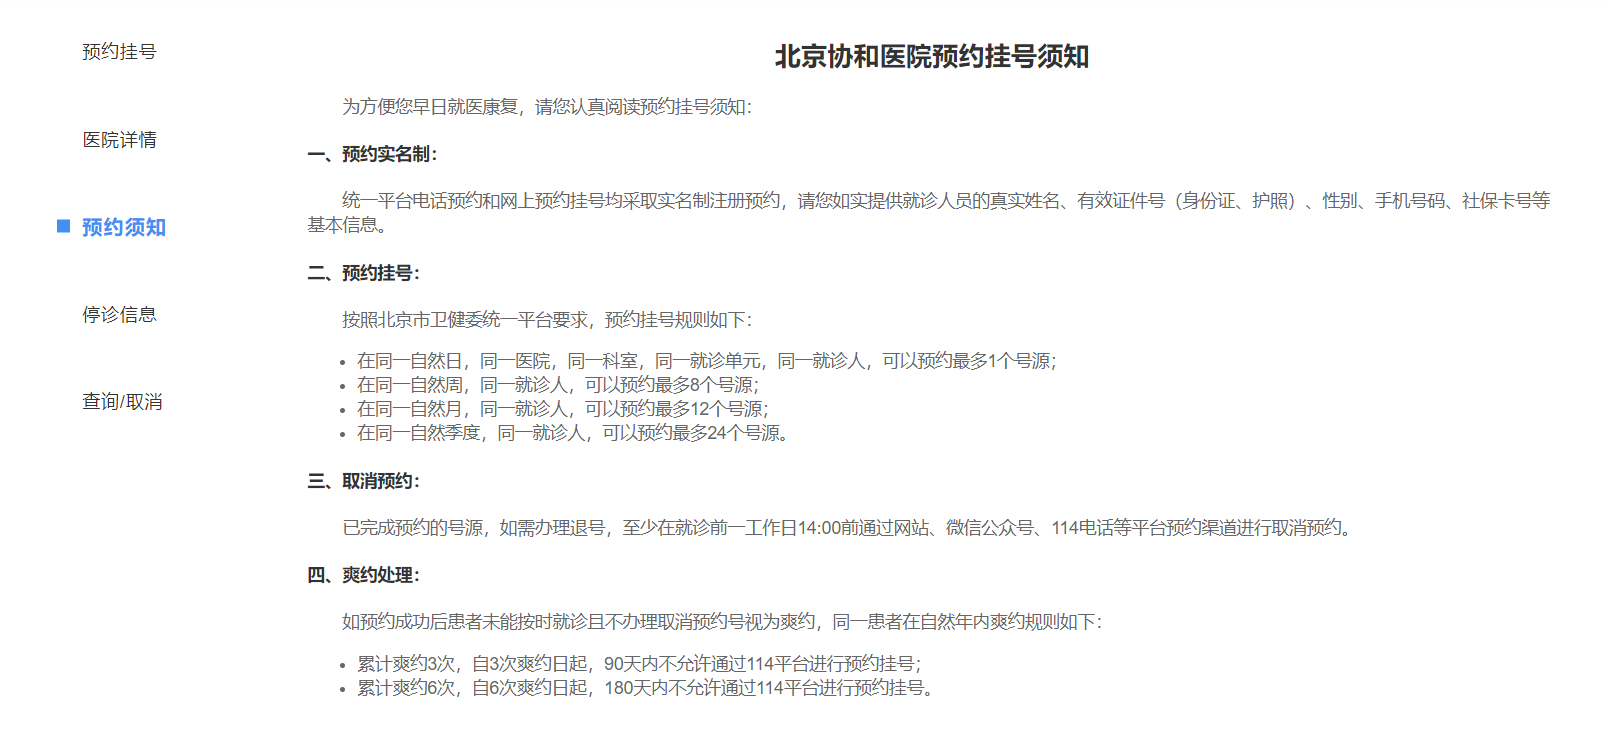 预约挂号
医院详情
预约须知
停诊信息
查询/取消
北京协和医院预约挂号须知
为方便您早日就医康复，请您认真阅读预约挂号须知：
一、预约实名制：
统一平台电话预约和网上预约挂号均采取实名制注册预约，请您如实提供就诊人员的真实姓名、有效证件号（身份证、护照）、性别、手机号码、社保卡号等
基本信息。
二、预约挂号：
按照北京市卫健委统一平台要求，预约挂号规则如下：
在同一自然日，同一医院，同一科室，同一就诊单元，同一就诊人，可以预约最多1个号源；
在同一自然周，同一就诊人，可以预约最多8个号源；
在同一自然月，同一就诊人，可以预约最多12个号源；
在同一自然季度，同一就诊人，可以预约最多24个号源。
三、取消预约：
已完成预约的号源，如需办理退号，至少在就诊前一工作日14:00前通过网站、微信公众号、114电话等平台预约渠道进行取消预约。
四、爽约处理：
如预约成功后患者未能按时就诊且不办理取消预约号视为爽约，同一患者在自然年内爽约规则如下：
累计爽约3次，自3次爽约日起，90天内不允许通过114平台进行预约挂号；
累计爽约6次，自6次爽约日起，180天内不允许通过114平台进行预约挂号。